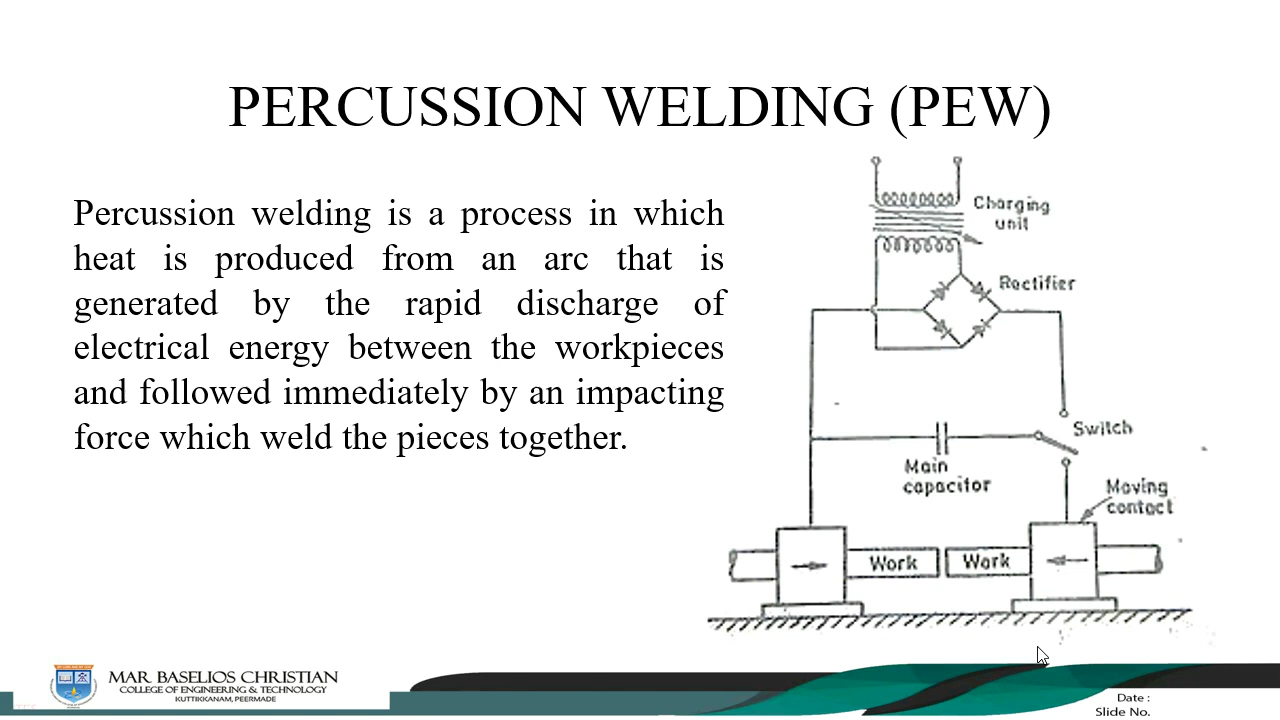 PERCUSSION WELDING (PEW)
Percussion welding is a process in which
heat is produced from an arc that is
generated by the rapid discharge of
electrical energy between the workpieces
and followed immediately by an impacting
force which weld the pieces together.
Charging
unit
Rectifier
Switch
Main
capacitor
Moving
contact
Work
Work
MAR BASELIOS CHRISTIAN
COLLEGE OF ENGINEERING & TECHNOLOGY
KUTTIKKANAM, PEERMADE
Date :
Slide No.